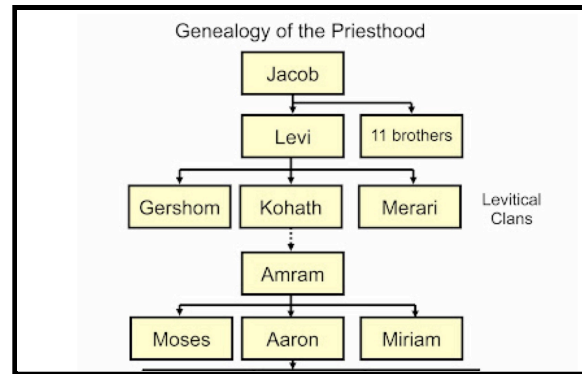 Genealogy of the Priesthood
Jacob
Levi
11 brothers
Gershom
Kohath
Merari
Levitical
Clans
Amram
Moses
Aaron
Miriam